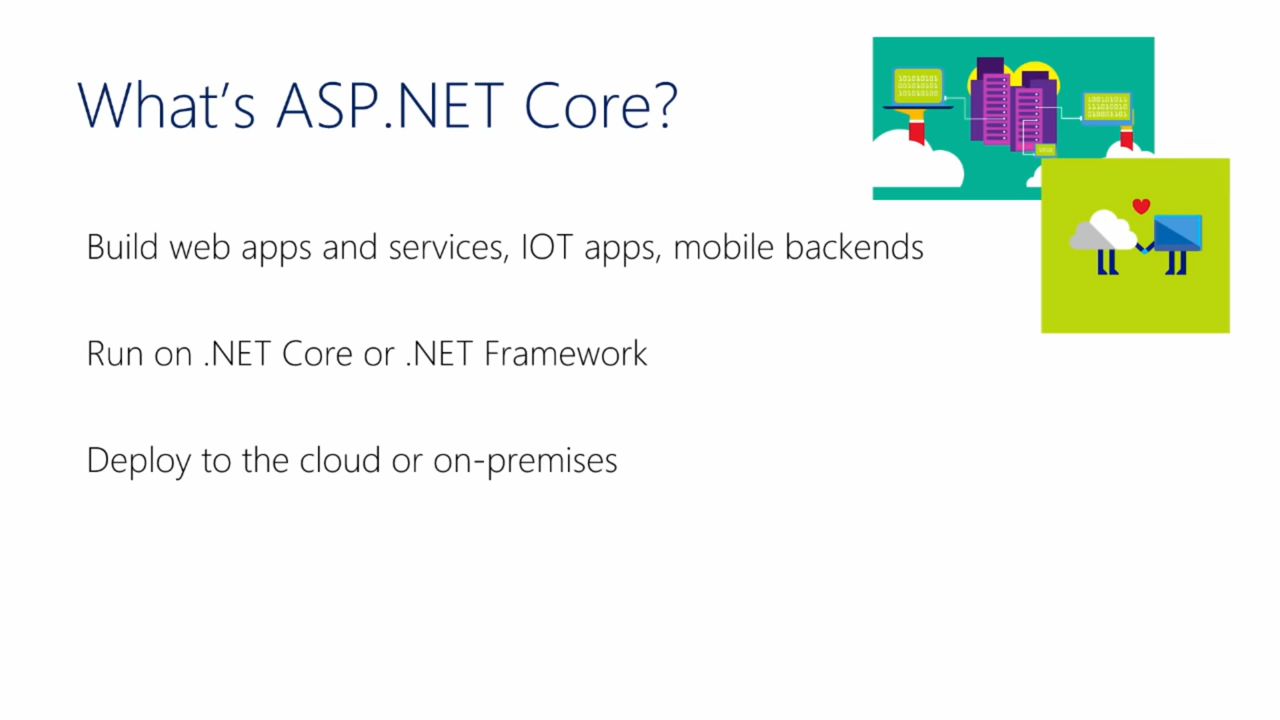 What's ASP.NET Core?
Build web apps and services, IOT apps, mobile backends
Run on .NET Core or .NET Framework
Deploy to the cloud or on-premises